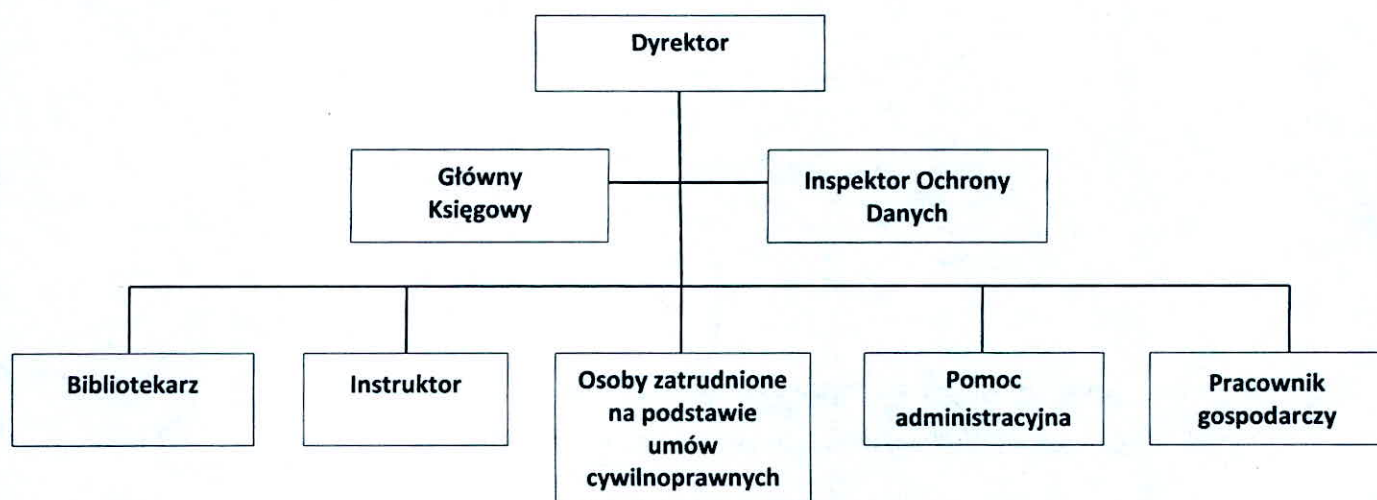 Dyrektor
Główny
Księgowy
Inspektor Ochrony
Danych
Bibliotekarz
Instruktor
Osoby zatrudnione
na podstawie
umów
cywilnoprawnych
Pomoc
administracyjna
Pracownik
gospodarczy